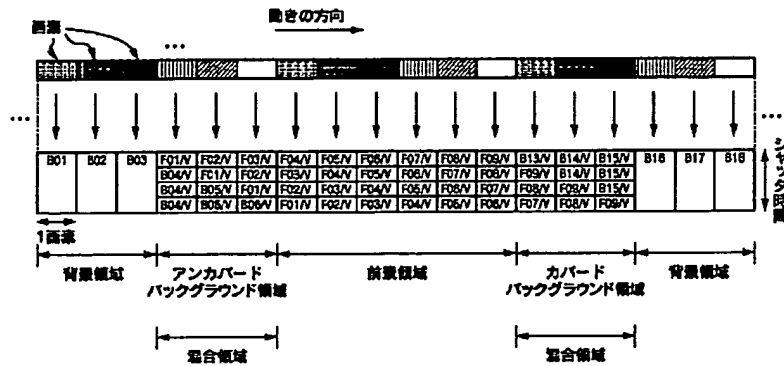 動きの方向
画素
...
... ...
B01 B02 B03 F01/V F02/V F03/V F04/V F05/V F06/V F07/V F08/V F09/V B13/V B14/V B15/V B16 B17 B18
B04/V FC1/V F02/V F03/V F04/V F05/V F06/V F07/V F08/V F09/V B14/V B15/V
B04/V B05/V F01/V F02/V F03/V F04/V F05/V F06/V F07/V F08/V F09/V B15/V
B04/V B05/V B06/V F01/V F02/V F03/V F04/V F05/V F06/V F07/V F08/V F09/V
シャッタ時間
1画素
背景領域 アンカバード 前景領域 カバード 背景領域
バックグラウンド領域 バックグラウンド領域
混合領域 混合領域